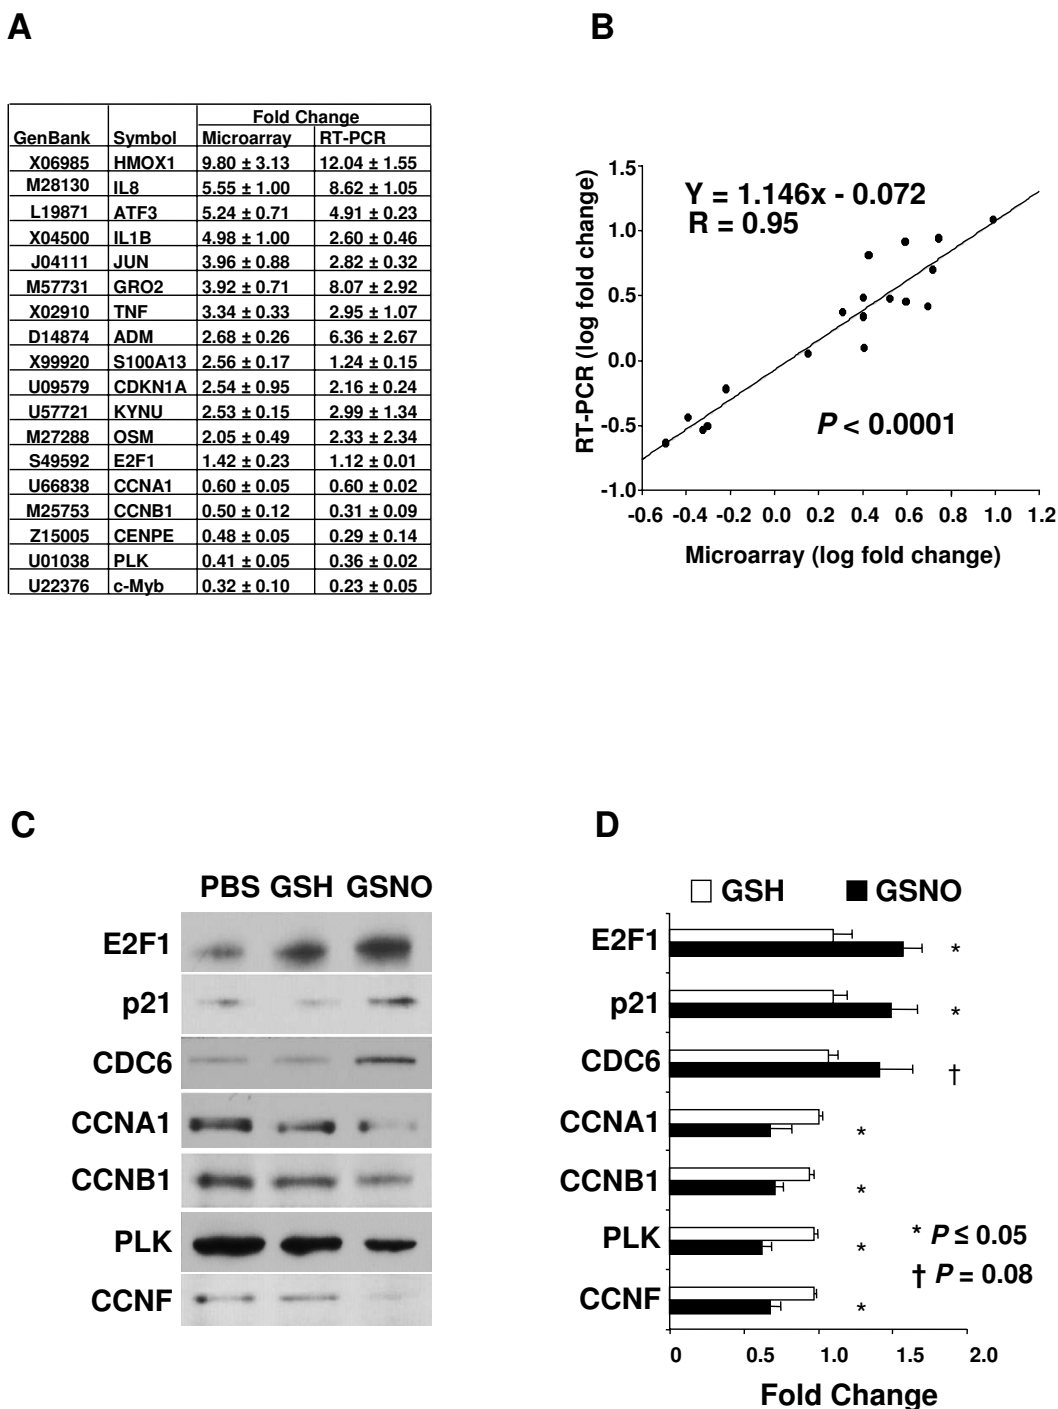 A
B
Fold Change
GenBank Symbol Microarray RT-PCR
X06985 HMOX1 9.80 ± 3.13 12.04 ± 1.55
M28130 IL8 5.55 ± 1.00 8.62 ± 1.05
L19871 ATF3 5.24 ± 0.71 4.91 ± 0.23
X04500 IL1B 4.98 ± 1.00 2.60 ± 0.46
J04111 JUN 3.96 ± 0.88 2.82 ± 0.32
M57731 GRO2 3.92 ± 0.71 8.07 ± 2.92
X02910 TNF 3.34 ± 0.33 2.95 ± 1.07
D14874 ADM 2.68 ± 0.26 6.36 ± 2.67
X99920 S100A13 2.56 ± 0.17 1.24 ± 0.15
U09579 CDKN1A 2.54 ± 0.95 2.16 ± 0.24
U57721 KYNU 2.53 ± 0.15 2.99 ± 1.34
M27288 OSM 2.05 ± 0.49 2.33 ± 2.34
S49592 E2F1 1.42 ± 0.23 1.12 ± 0.01
U66838 CCNA1 0.60 ± 0.05 0.60 ± 0.02
M25753 CCNB1 0.50 ± 0.12 0.31 ± 0.09
Z15005 CENPE 0.48 ± 0.05 0.29 ± 0.14
U01038 PLK 0.41 ± 0.05 0.36 ± 0.02
U22376 c-Myb 0.32 ± 0.10 0.23 ± 0.05
RT-PCR (log fold change)
1.5
1.0
0.5
0.0
-0.5
-1.0
Y = 1.146x - 0.072
R = 0.95
P < 0.0001
-0.6 -0.4 -0.2 0.0 0.2 0.4 0.6 0.8 1.0 1.2
Microarray (log fold change)
C
PBS GSH GSNO
E2F1
p21
CDC6
CCNA1
CCNB1
PLK
CCNF
D
GSH GSNO
E2F1 *
p21 *
CDC6 †
CCNA1 *
CCNB1 *
PLK *
CCNF *
* P ≤ 0.05
† P = 0.08
0 0.5 1.0 1.5 2.0
Fold Change